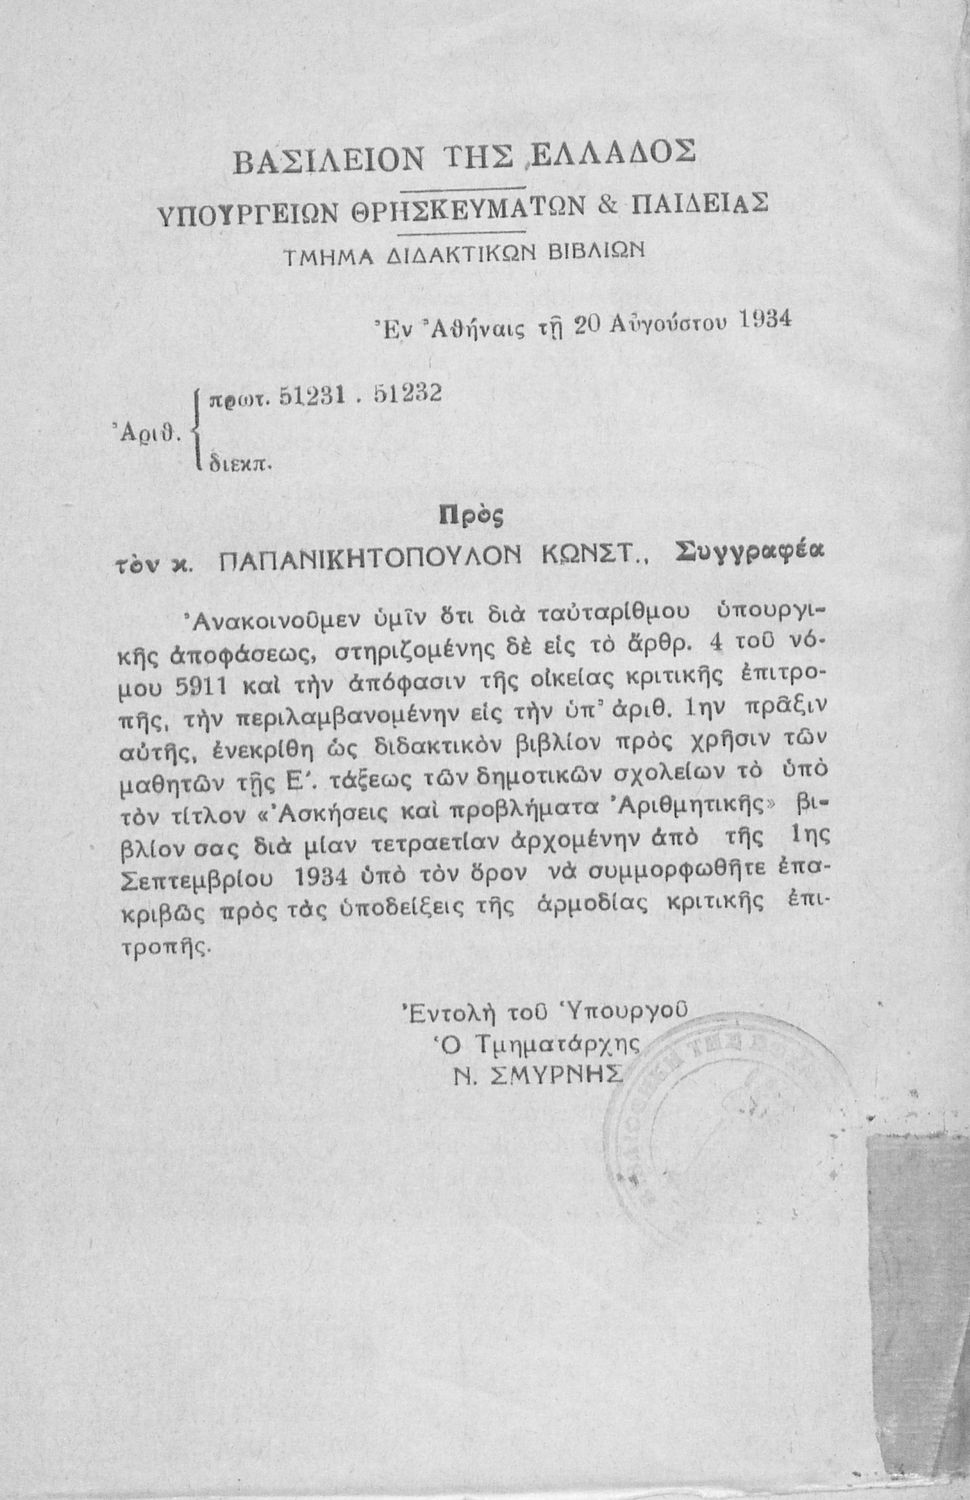 ΒΑΣΙΛΕΙΟΝ ΤΗΣ ΕΛΛΑΔΟΣ
ΥΠΟΥΡΓΕΙΩΝ ΘΡΗΣΚΕΥΜΑΤΩΝ & ΠΑΙΔΕΙΑΣ
ΤΜΗΜΑ ΔΙΔΑΚΤΙΚΩΝ ΒΙΒΛΙΩΝ
Ἐν Ἀθήναις τῇ 20 Αὐγούστου 1934
πρωτ. 51231 . 51232
Ἀριθ.
διεκπ.
Πρὸς
τὸν κ. ΠΑΠΑΝΙΚΗΤΟΠΟΥΛΟΝ ΚΩΝΣΤ., Συγγραφέα
Ἀνακοινοῦμεν ὑμῖν ὅτι διὰ ταὐταρίθμου ὑπουργι-
κῆς ἀποφάσεως, στηριζομένης δὲ εἰς τὸ ἄρθρ. 4 τοῦ νό-
μου 5911 καὶ τὴν ἀπόφασιν τῆς οἰκείας κριτικῆς ἐπιτρο-
πῆς, τὴν περιλαμβανομένην εἰς τὴν ὑπ' ἀριθ. 1ην πρᾶξιν
αὐτῆς, ἐνεκρίθη ὡς διδακτικὸν βιβλίον πρὸς χρῆσιν τῶν
μαθητῶν τῆς Ε΄. τάξεως τῶν δημοτικῶν σχολείων τὸ ὑπὸ
τὸν τίτλον «Ἀσκήσεις καὶ προβλήματα Ἀριθμητικῆς» βι-
βλίον σας διὰ μίαν τετραετίαν ἀρχομένην ἀπὸ τῆς 1ης
Σεπτεμβρίου 1934 ὑπὸ τὸν ὅρον νὰ συμμορφωθῆτε ἐπα-
κριβῶς πρὸς τὰς ὑποδείξεις τῆς ἁρμοδίας κριτικῆς ἐπι-
τροπῆς.
Ἐντολῇ τοῦ Ὑπουργοῦ
Ὁ Τμηματάρχης
Ν. ΣΜΥΡΝΗΣ